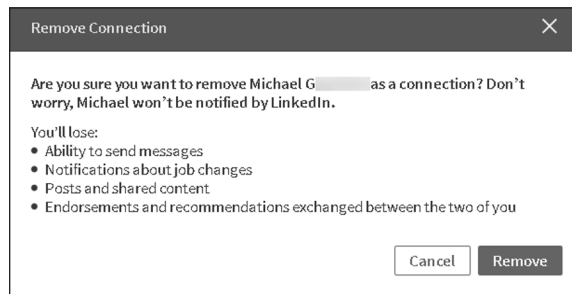 Remove Connection
Are you sure you want to remove Michael G as a connection? Don't
worry, Michael won't be notified by LinkedIn.
You'll lose:
• Ability to send messages
• Notifications about job changes
• Posts and shared content
• Endorsements and recommendations exchanged between the two of you
Cancel Remove